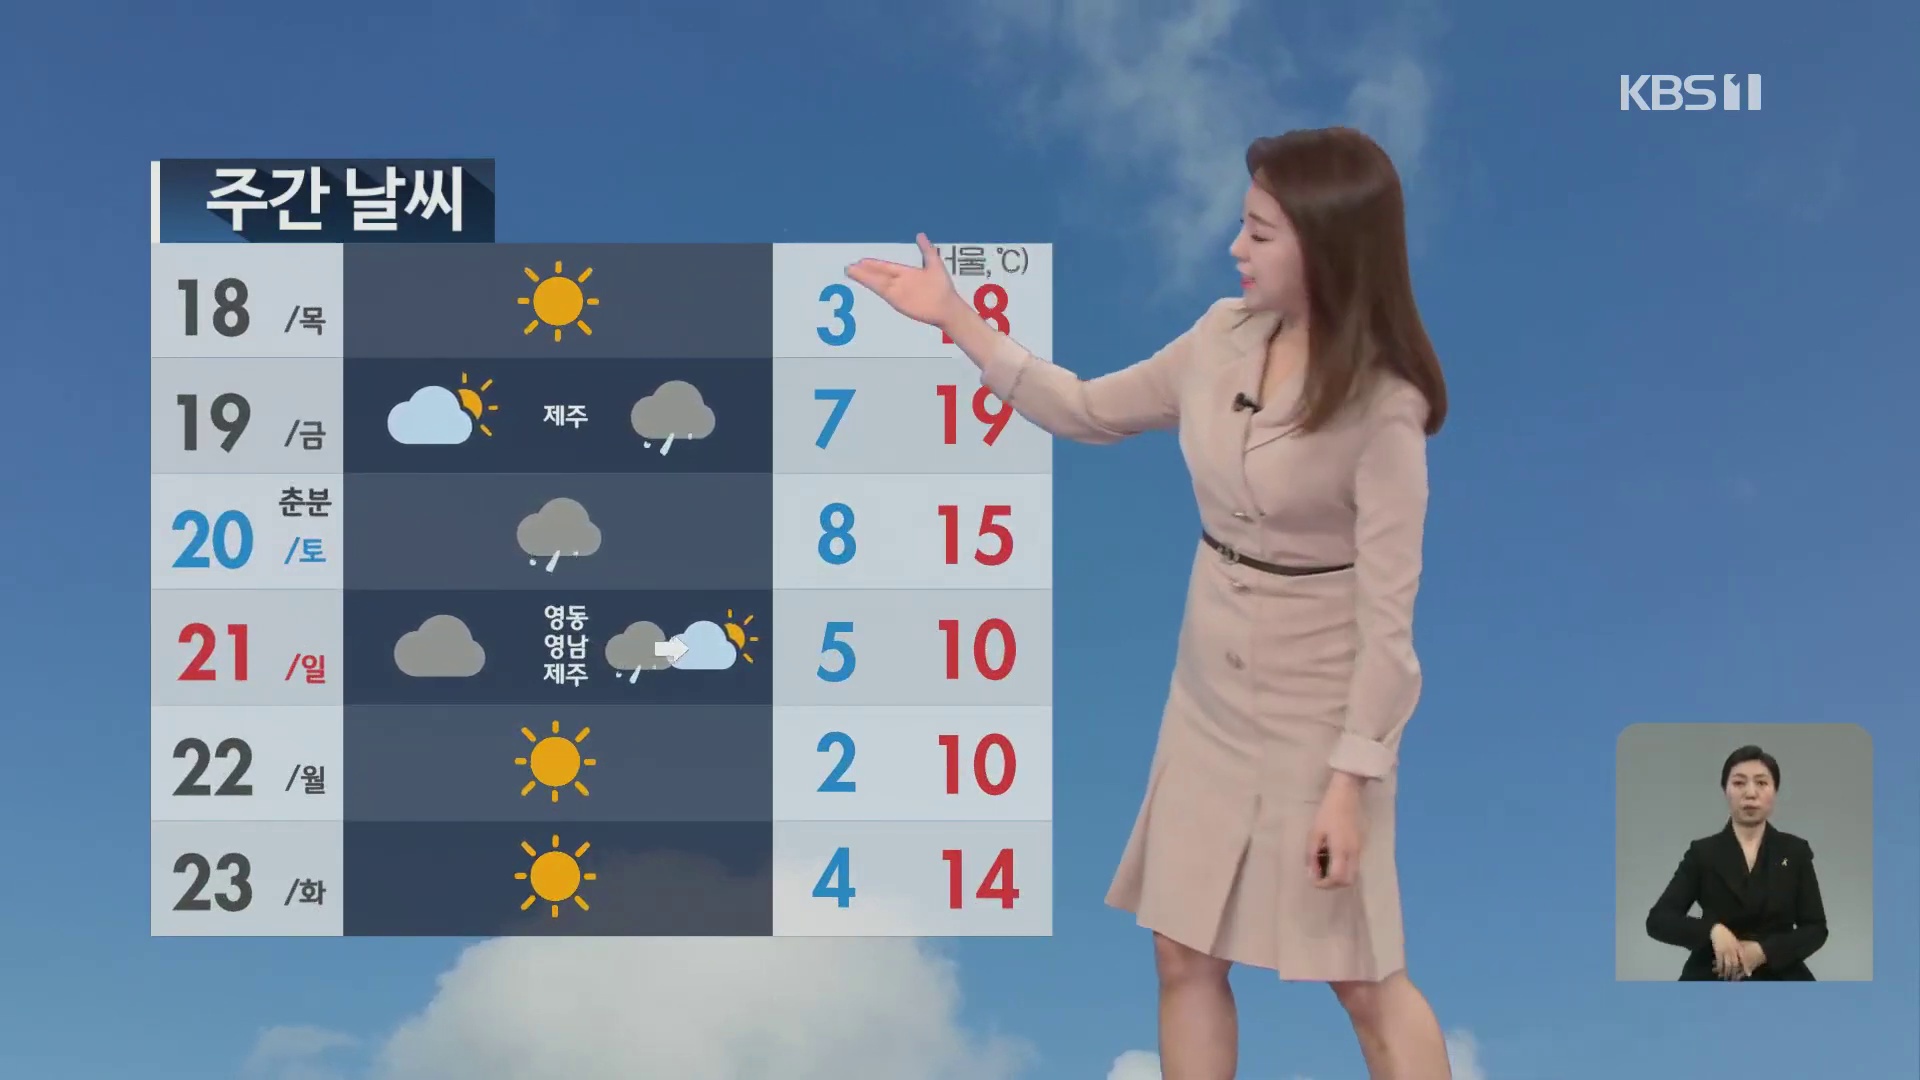 KBS 1
주간 날씨
18 /목 3 18
19 /금 제주 7 19
춘분
20 /토 8 15
21 /일 영동 영남 제주 5 10
22 /월 2 10
23 /화 4 14